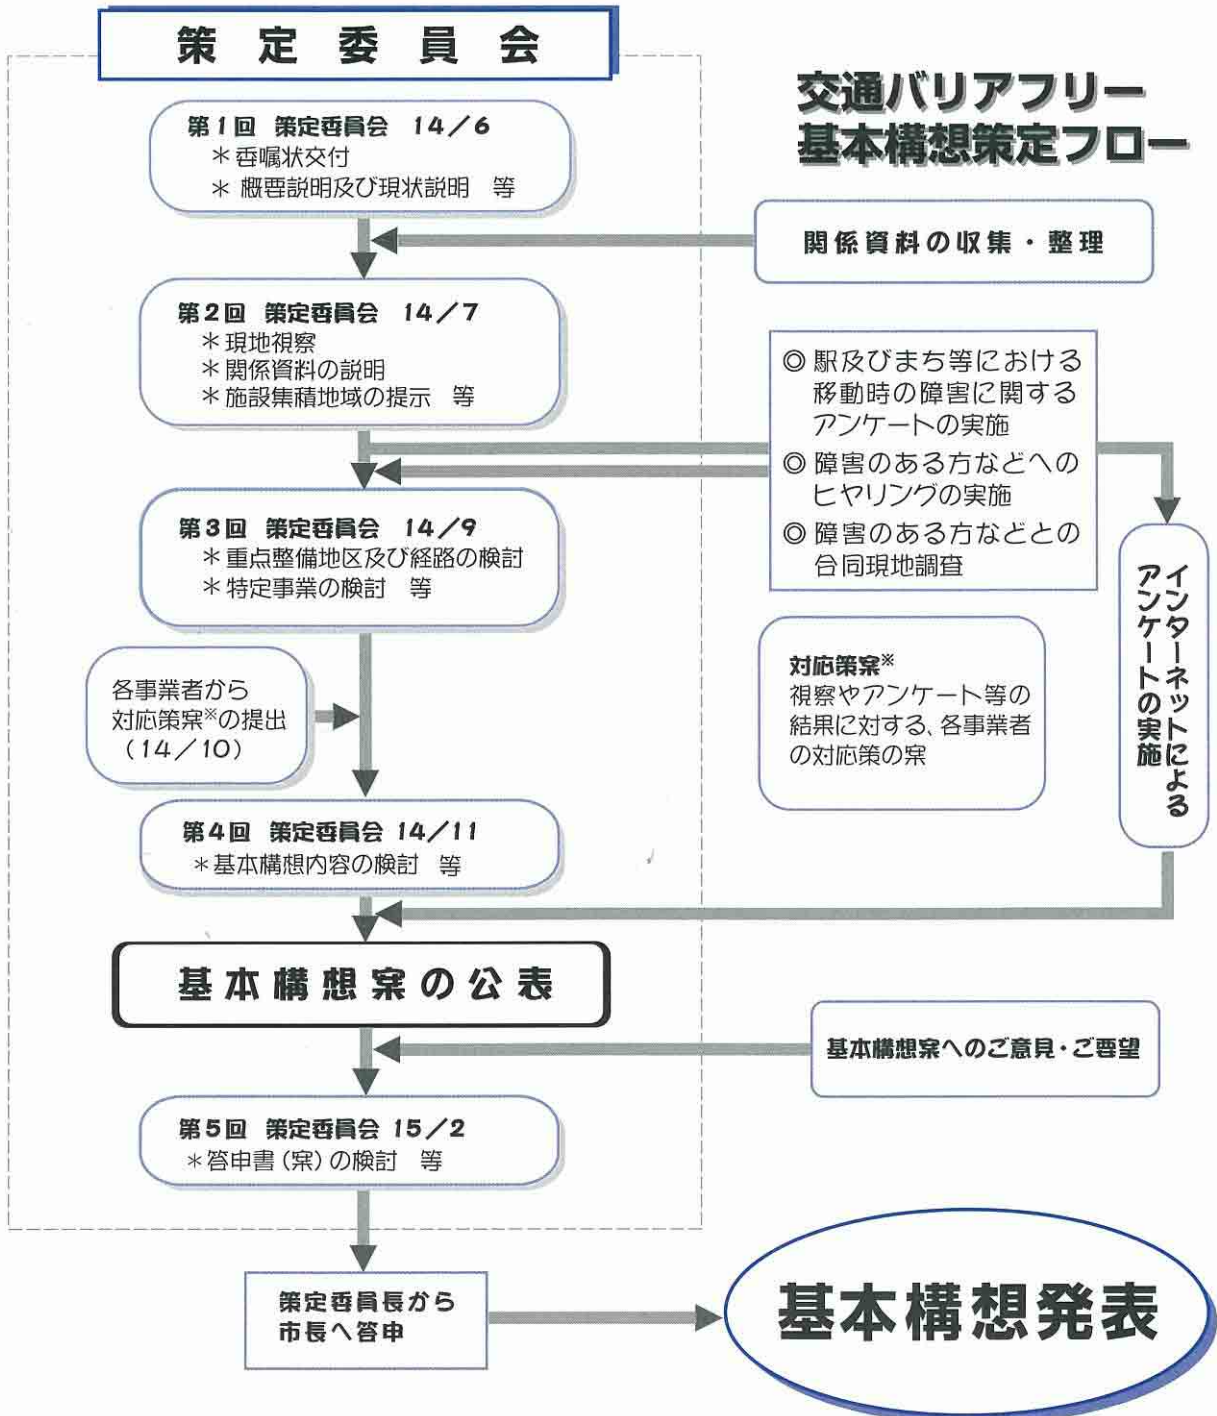 策定委員会
交通バリアフリー
基本構想策定フロー
第1回 策定委員会 14／6
＊委嘱状交付
＊概要説明及び現状説明 等
関係資料の収集・整理
第2回 策定委員会 14／7
＊現地視察
＊関係資料の説明
＊施設集積地域の提示 等
◎ 駅及びまち等における
移動時の障害に関する
アンケートの実施
◎ 障害のある方などへの
ヒヤリングの実施
◎ 障害のある方などとの
合同現地調査
インターネットによる
アンケートの実施
第3回 策定委員会 14／9
＊重点整備地区及び経路の検討
＊特定事業の検討 等
各事業者から
対応策案※の提出
（14／10）
対応策案※
視察やアンケート等の
結果に対する、各事業者
の対応策の案
第4回 策定委員会 14／11
＊基本構想内容の検討 等
基本構想案の公表
基本構想案へのご意見・ご要望
第5回 策定委員会 15／2
＊答申書（案）の検討 等
策定委員長から
市長へ答申
基本構想発表